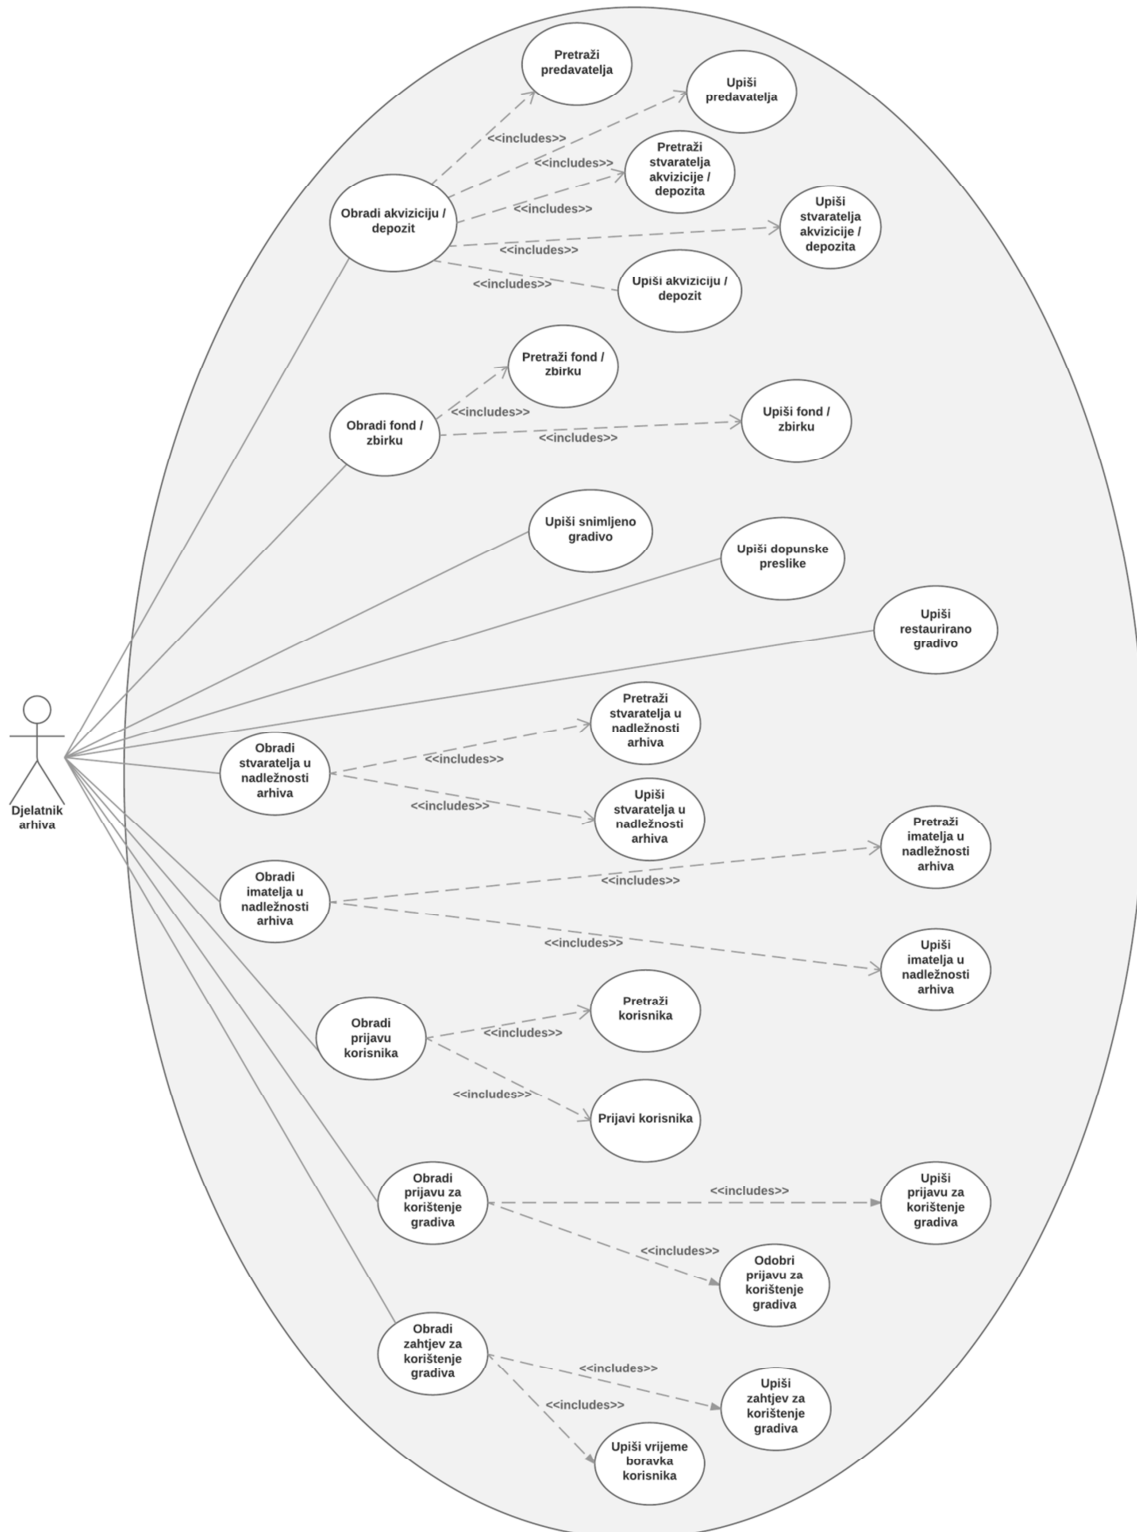 Pretraži
predavatelja
Upiši
predavatelja
<<includes>>
<<includes>>
Pretraži
stvaratelja
akvizicije /
depozita
Obradi akviziciju /
depozit
<<includes>>
Upiši
stvaratelja
akvizicije /
depozita
<<includes>>
<<includes>>
Upiši akviziciju /
depozit
Pretraži fond /
zbirku
<<includes>>
Obradi fond /
zbirku
<<includes>>
Upiši fond /
zbirku
Upiši snimljeno
gradivo
Upiši dopunske
preslike
Upiši
restaurirano
gradivo
Pretraži
stvaratelja u
nadležnosti
arhiva
Obradi
stvaratelja u
nadležnosti
arhiva
<<includes>>
<<includes>>
Upiši
stvaratelja u
nadležnosti
arhiva
Djelatnik
arhiva
Pretraži
imatelja u
nadležnosti
arhiva
Obradi
imatelja u
nadležnosti
arhiva
<<includes>>
<<includes>>
Upiši
imatelja u
nadležnosti
arhiva
Pretraži
korisnika
Obradi
prijavu
korisnika
<<includes>>
<<includes>>
Prijavi korisnika
Obradi
prijavu za
korištenje
gradiva
<<includes>>
Upiši
prijavu za
korištenje
gradiva
<<includes>>
Odobri
prijavu za
korištenje
gradiva
Obradi
zahtjev za
korištenje
gradiva
<<includes>>
<<includes>>
Upiši
zahtjev za
korištenje
gradiva
Upiši vrijeme
boravka
korisnika